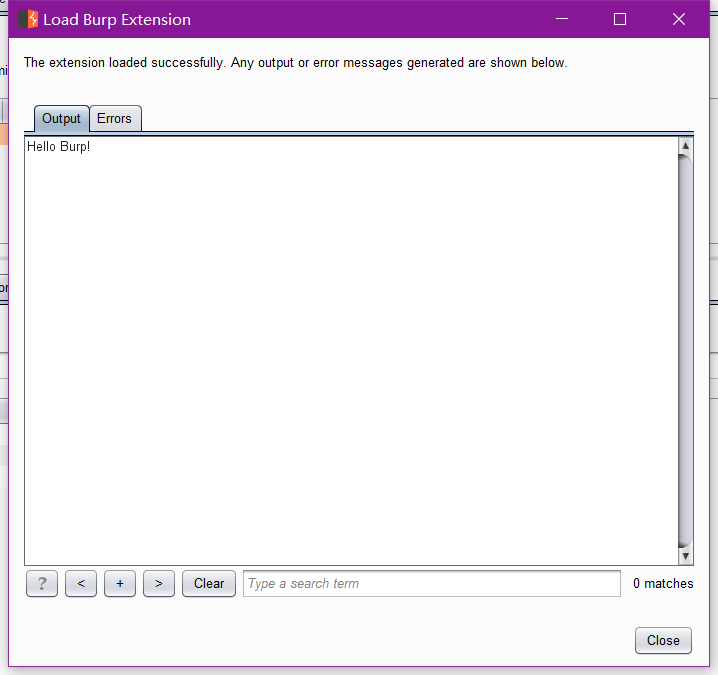 Load Burp Extension
The extension loaded successfully. Any output or error messages generated are shown below.
Output Errors
Hello Burp!
? < + > Clear Type a search term 0 matches
Close